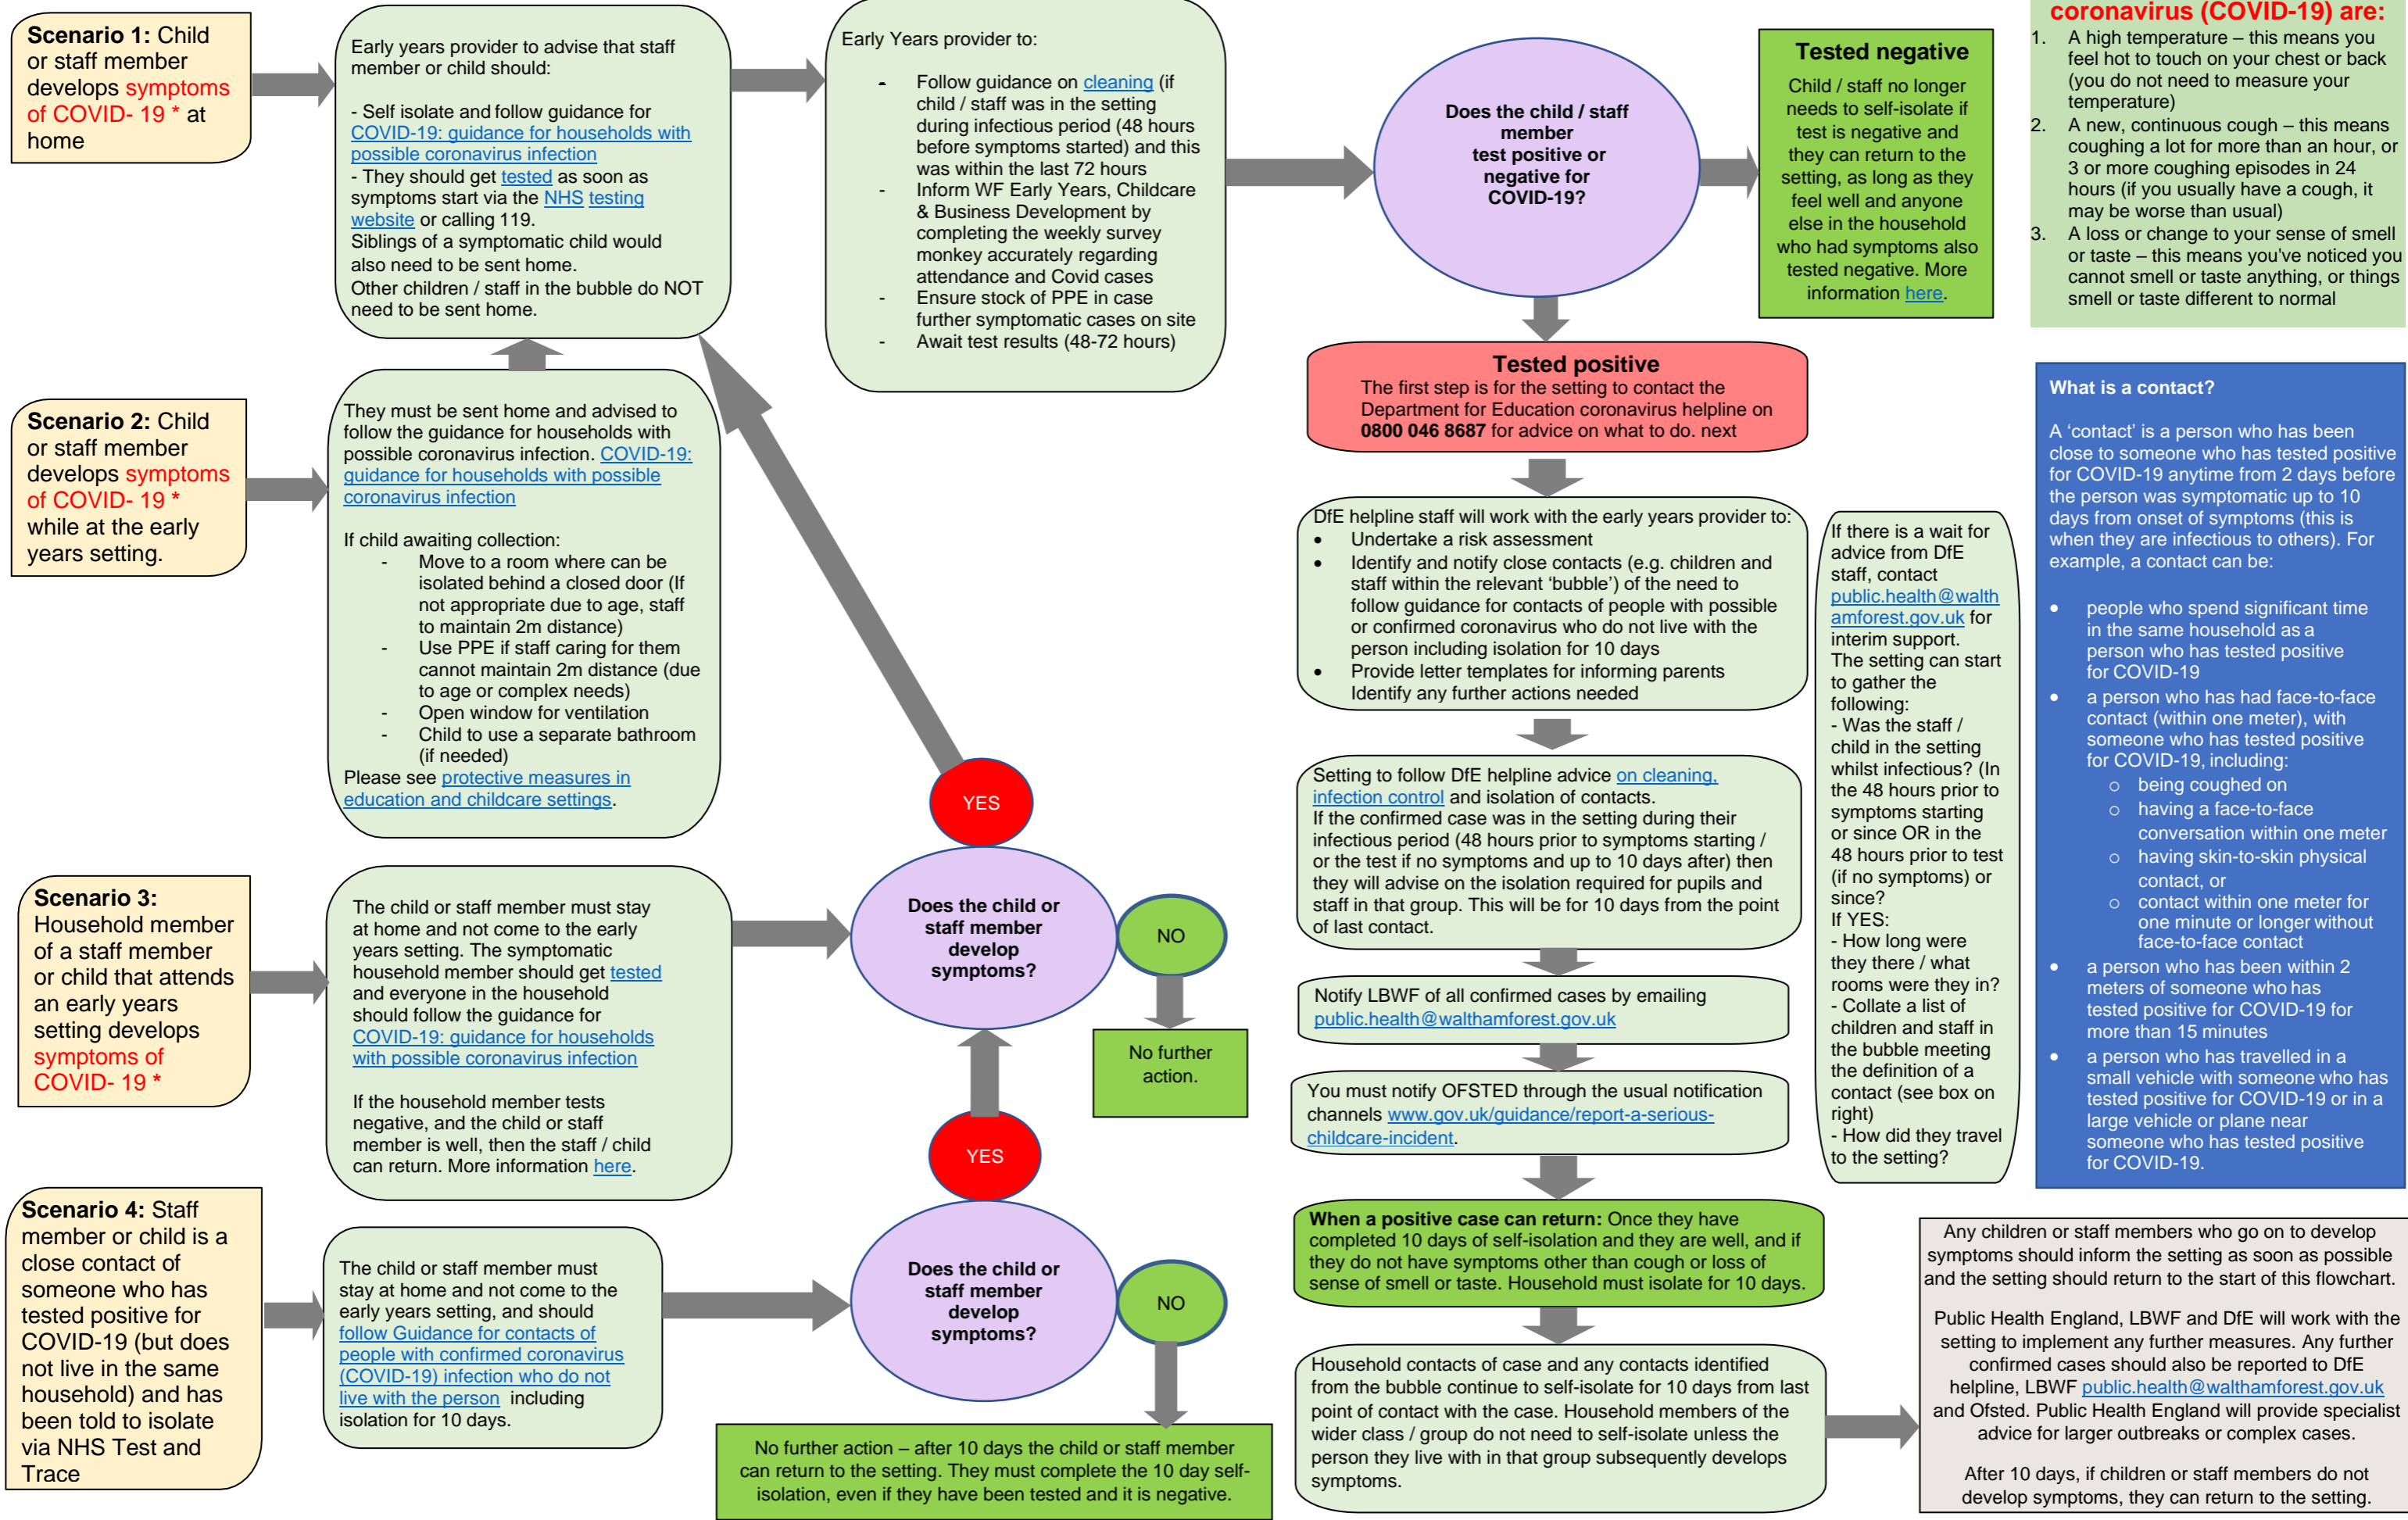 Scenario 1: Child
or staff member
develops symptoms
of COVID- 19 * at
home
Early years provider to advise that staff
member or child should:
- Self isolate and follow guidance for
COVID-19: guidance for households with
possible coronavirus infection
- They should get tested as soon as
symptoms start via the NHS testing
website or calling 119.
Siblings of a symptomatic child would
also need to be sent home.
Other children / staff in the bubble do NOT
need to be sent home.
Early Years provider to:
- Follow guidance on cleaning (if
child / staff was in the setting
during infectious period (48 hours
before symptoms started) and this
was within the last 72 hours
- Inform WF Early Years, Childcare
& Business Development by
completing the weekly survey
monkey accurately regarding
attendance and Covid cases
- Ensure stock of PPE in case
further symptomatic cases on site
- Await test results (48-72 hours)
Does the child / staff
member
test positive or
negative for
COVID-19?
Tested negative
Child / staff no longer
needs to self-isolate if
test is negative and
they can return to the
setting, as long as they
feel well and anyone
else in the household
who had symptoms also
tested negative. More
information here.
coronavirus (COVID-19) are:
1. A high temperature – this means you
feel hot to touch on your chest or back
(you do not need to measure your
temperature)
2. A new, continuous cough – this means
coughing a lot for more than an hour, or
3 or more coughing episodes in 24
hours (if you usually have a cough, it
may be worse than usual)
3. A loss or change to your sense of smell
or taste – this means you've noticed you
cannot smell or taste anything, or things
smell or taste different to normal
Tested positive
The first step is for the setting to contact the
Department for Education coronavirus helpline on
0800 046 8687 for advice on what to do. next
Scenario 2: Child
or staff member
develops symptoms
of COVID- 19 *
while at the early
years setting.
They must be sent home and advised to
follow the guidance for households with
possible coronavirus infection. COVID-19:
guidance for households with possible
coronavirus infection
If child awaiting collection:
- Move to a room where can be
isolated behind a closed door (If
not appropriate due to age, staff
to maintain 2m distance)
- Use PPE if staff caring for them
cannot maintain 2m distance (due
to age or complex needs)
- Open window for ventilation
- Child to use a separate bathroom
(if needed)
Please see protective measures in
education and childcare settings.
DfE helpline staff will work with the early years provider to:
• Undertake a risk assessment
• Identify and notify close contacts (e.g. children and
staff within the relevant ‘bubble’) of the need to
follow guidance for contacts of people with possible
or confirmed coronavirus who do not live with the
person including isolation for 10 days
• Provide letter templates for informing parents
Identify any further actions needed
If there is a wait for
advice from DfE
staff, contact
public.health@walth
amforest.gov.uk for
interim support.
The setting can start
to gather the
following:
- Was the staff /
child in the setting
whilst infectious? (In
the 48 hours prior to
symptoms starting
or since OR in the
48 hours prior to test
(if no symptoms) or
since?
If YES:
- How long were
they there / what
rooms were they in?
- Collate a list of
children and staff in
the bubble meeting
the definition of a
contact (see box on
right)
- How did they travel
to the setting?
What is a contact?
A ‘contact’ is a person who has been
close to someone who has tested positive
for COVID-19 anytime from 2 days before
the person was symptomatic up to 10
days from onset of symptoms (this is
when they are infectious to others). For
example, a contact can be:
• people who spend significant time
in the same household as a
person who has tested positive
for COVID-19
• a person who has had face-to-face
contact (within one meter), with
someone who has tested positive
for COVID-19, including:
o being coughed on
o having a face-to-face
conversation within one meter
o having skin-to-skin physical
contact, or
o contact within one meter for
one minute or longer without
face-to-face contact
• a person who has been within 2
meters of someone who has
tested positive for COVID-19 for
more than 15 minutes
• a person who has travelled in a
small vehicle with someone who has
tested positive for COVID-19 or in a
large vehicle or plane near
someone who has tested positive
for COVID-19.
Setting to follow DfE helpline advice on cleaning,
infection control and isolation of contacts.
If the confirmed case was in the setting during their
infectious period (48 hours prior to symptoms starting /
or the test if no symptoms and up to 10 days after) then
they will advise on the isolation required for pupils and
staff in that group. This will be for 10 days from the point
of last contact.
Notify LBWF of all confirmed cases by emailing
public.health@walthamforest.gov.uk
You must notify OFSTED through the usual notification
channels www.gov.uk/guidance/report-a-serious-
childcare-incident.
Scenario 3:
Household member
of a staff member
or child that attends
an early years
setting develops
symptoms of
COVID- 19 *
The child or staff member must stay
at home and not come to the early
years setting. The symptomatic
household member should get tested
and everyone in the household
should follow the guidance for
COVID-19: guidance for households
with possible coronavirus infection
If the household member tests
negative, and the child or staff
member is well, then the staff / child
can return. More information here.
YES
Does the child or
staff member
develop
symptoms?
NO
No further
action.
Scenario 4: Staff
member or child is a
close contact of
someone who has
tested positive for
COVID-19 (but does
not live in the same
household) and has
been told to isolate
via NHS Test and
Trace
The child or staff member must
stay at home and not come to the
early years setting, and should
follow Guidance for contacts of
people with confirmed coronavirus
(COVID-19) infection who do not
live with the person including
isolation for 10 days.
YES
Does the child or
staff member
develop
symptoms?
NO
No further action – after 10 days the child or staff member
can return to the setting. They must complete the 10 day self-
isolation, even if they have been tested and it is negative.
When a positive case can return: Once they have
completed 10 days of self-isolation and they are well, and if
they do not have symptoms other than cough or loss of
sense of smell or taste. Household must isolate for 10 days.
Household contacts of case and any contacts identified
from the bubble continue to self-isolate for 10 days from last
point of contact with the case. Household members of the
wider class / group do not need to self-isolate unless the
person they live with in that group subsequently develops
symptoms.
Any children or staff members who go on to develop
symptoms should inform the setting as soon as possible
and the setting should return to the start of this flowchart.
Public Health England, LBWF and DfE will work with the
setting to implement any further measures. Any further
confirmed cases should also be reported to DfE
helpline, LBWF public.health@walthamforest.gov.uk
and Ofsted. Public Health England will provide specialist
advice for larger outbreaks or complex cases.
After 10 days, if children or staff members do not
develop symptoms, they can return to the setting.